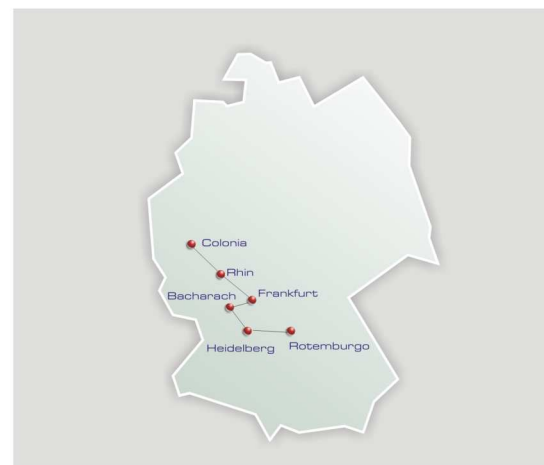 Colonia
Rhin
Frankfurt
Bacharach
Heidelberg
Rotemburgo